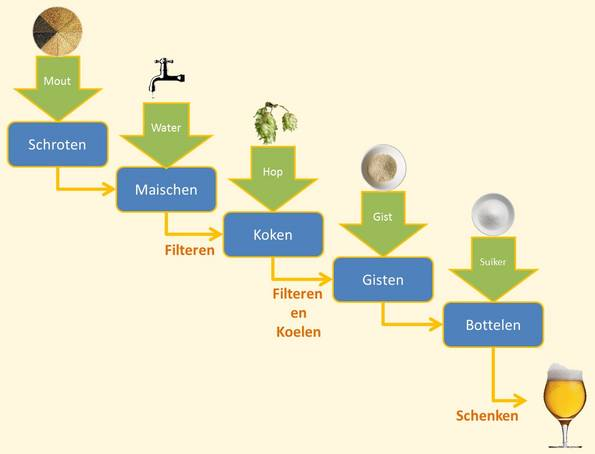 Mout
Schroten
Water
Maischen
Filteren
Hop
Koken
Filteren
en
Koelen
Gist
Gisten
Suiker
Bottelen
Schenken